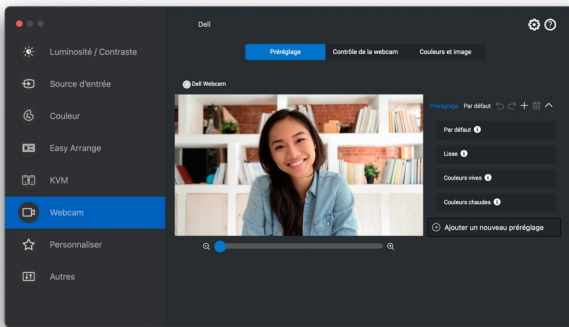 Dell
Préréglage
Contrôle de la webcam
Couleurs et image
Luminosité / Contraste
Source d'entrée
Couleur
Easy Arrange
KVM
Webcam
Personnaliser
Autres
Dell Webcam
Préréglage Par défaut
Par défaut
Lisse
Couleurs vives
Couleurs chaudes
Ajouter un nouveau préréglage